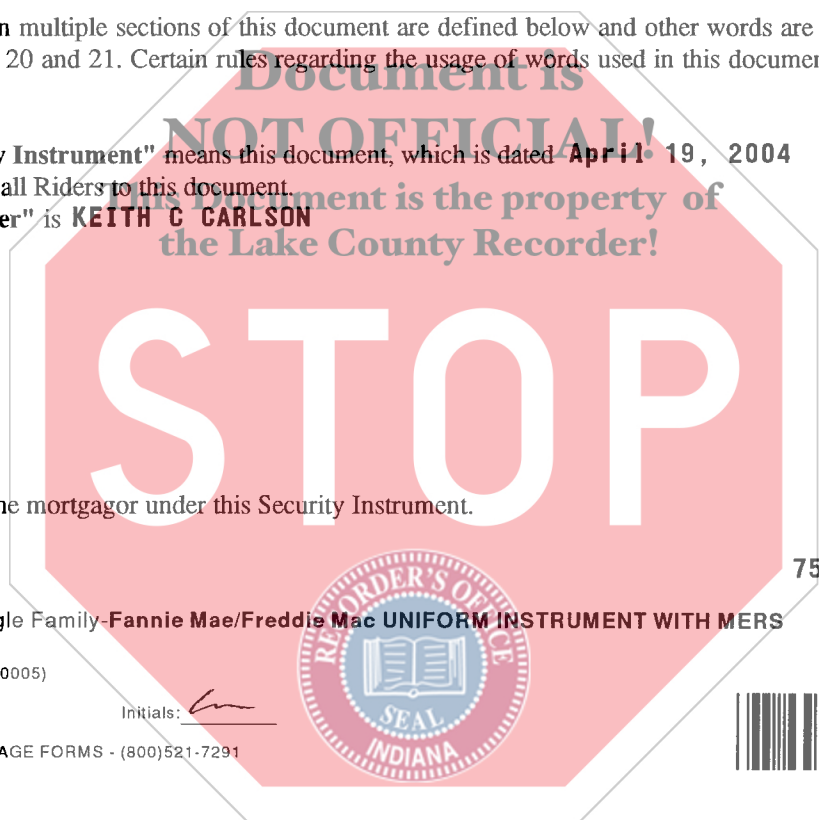 n multiple sections of this document are defined below and other words are
20 and 21. Certain rules regarding the usage of words used in this documen
Document is
NOT OFFICIAL!
y Instrument" means this document, which is dated April 19, 2004
all Riders to this document.
This Document is the property of
er" is KEITH C CARLSON
the Lake County Recorder!
STOP
he mortgagor under this Security Instrument.
75
RECORDER'S OFFICE
gle Family-Fannie Mae/Freddie Mac UNIFORM INSTRUMENT WITH MERS
0005)
Initials:
SEAL
INDIANA
AGE FORMS - (800)521-7291